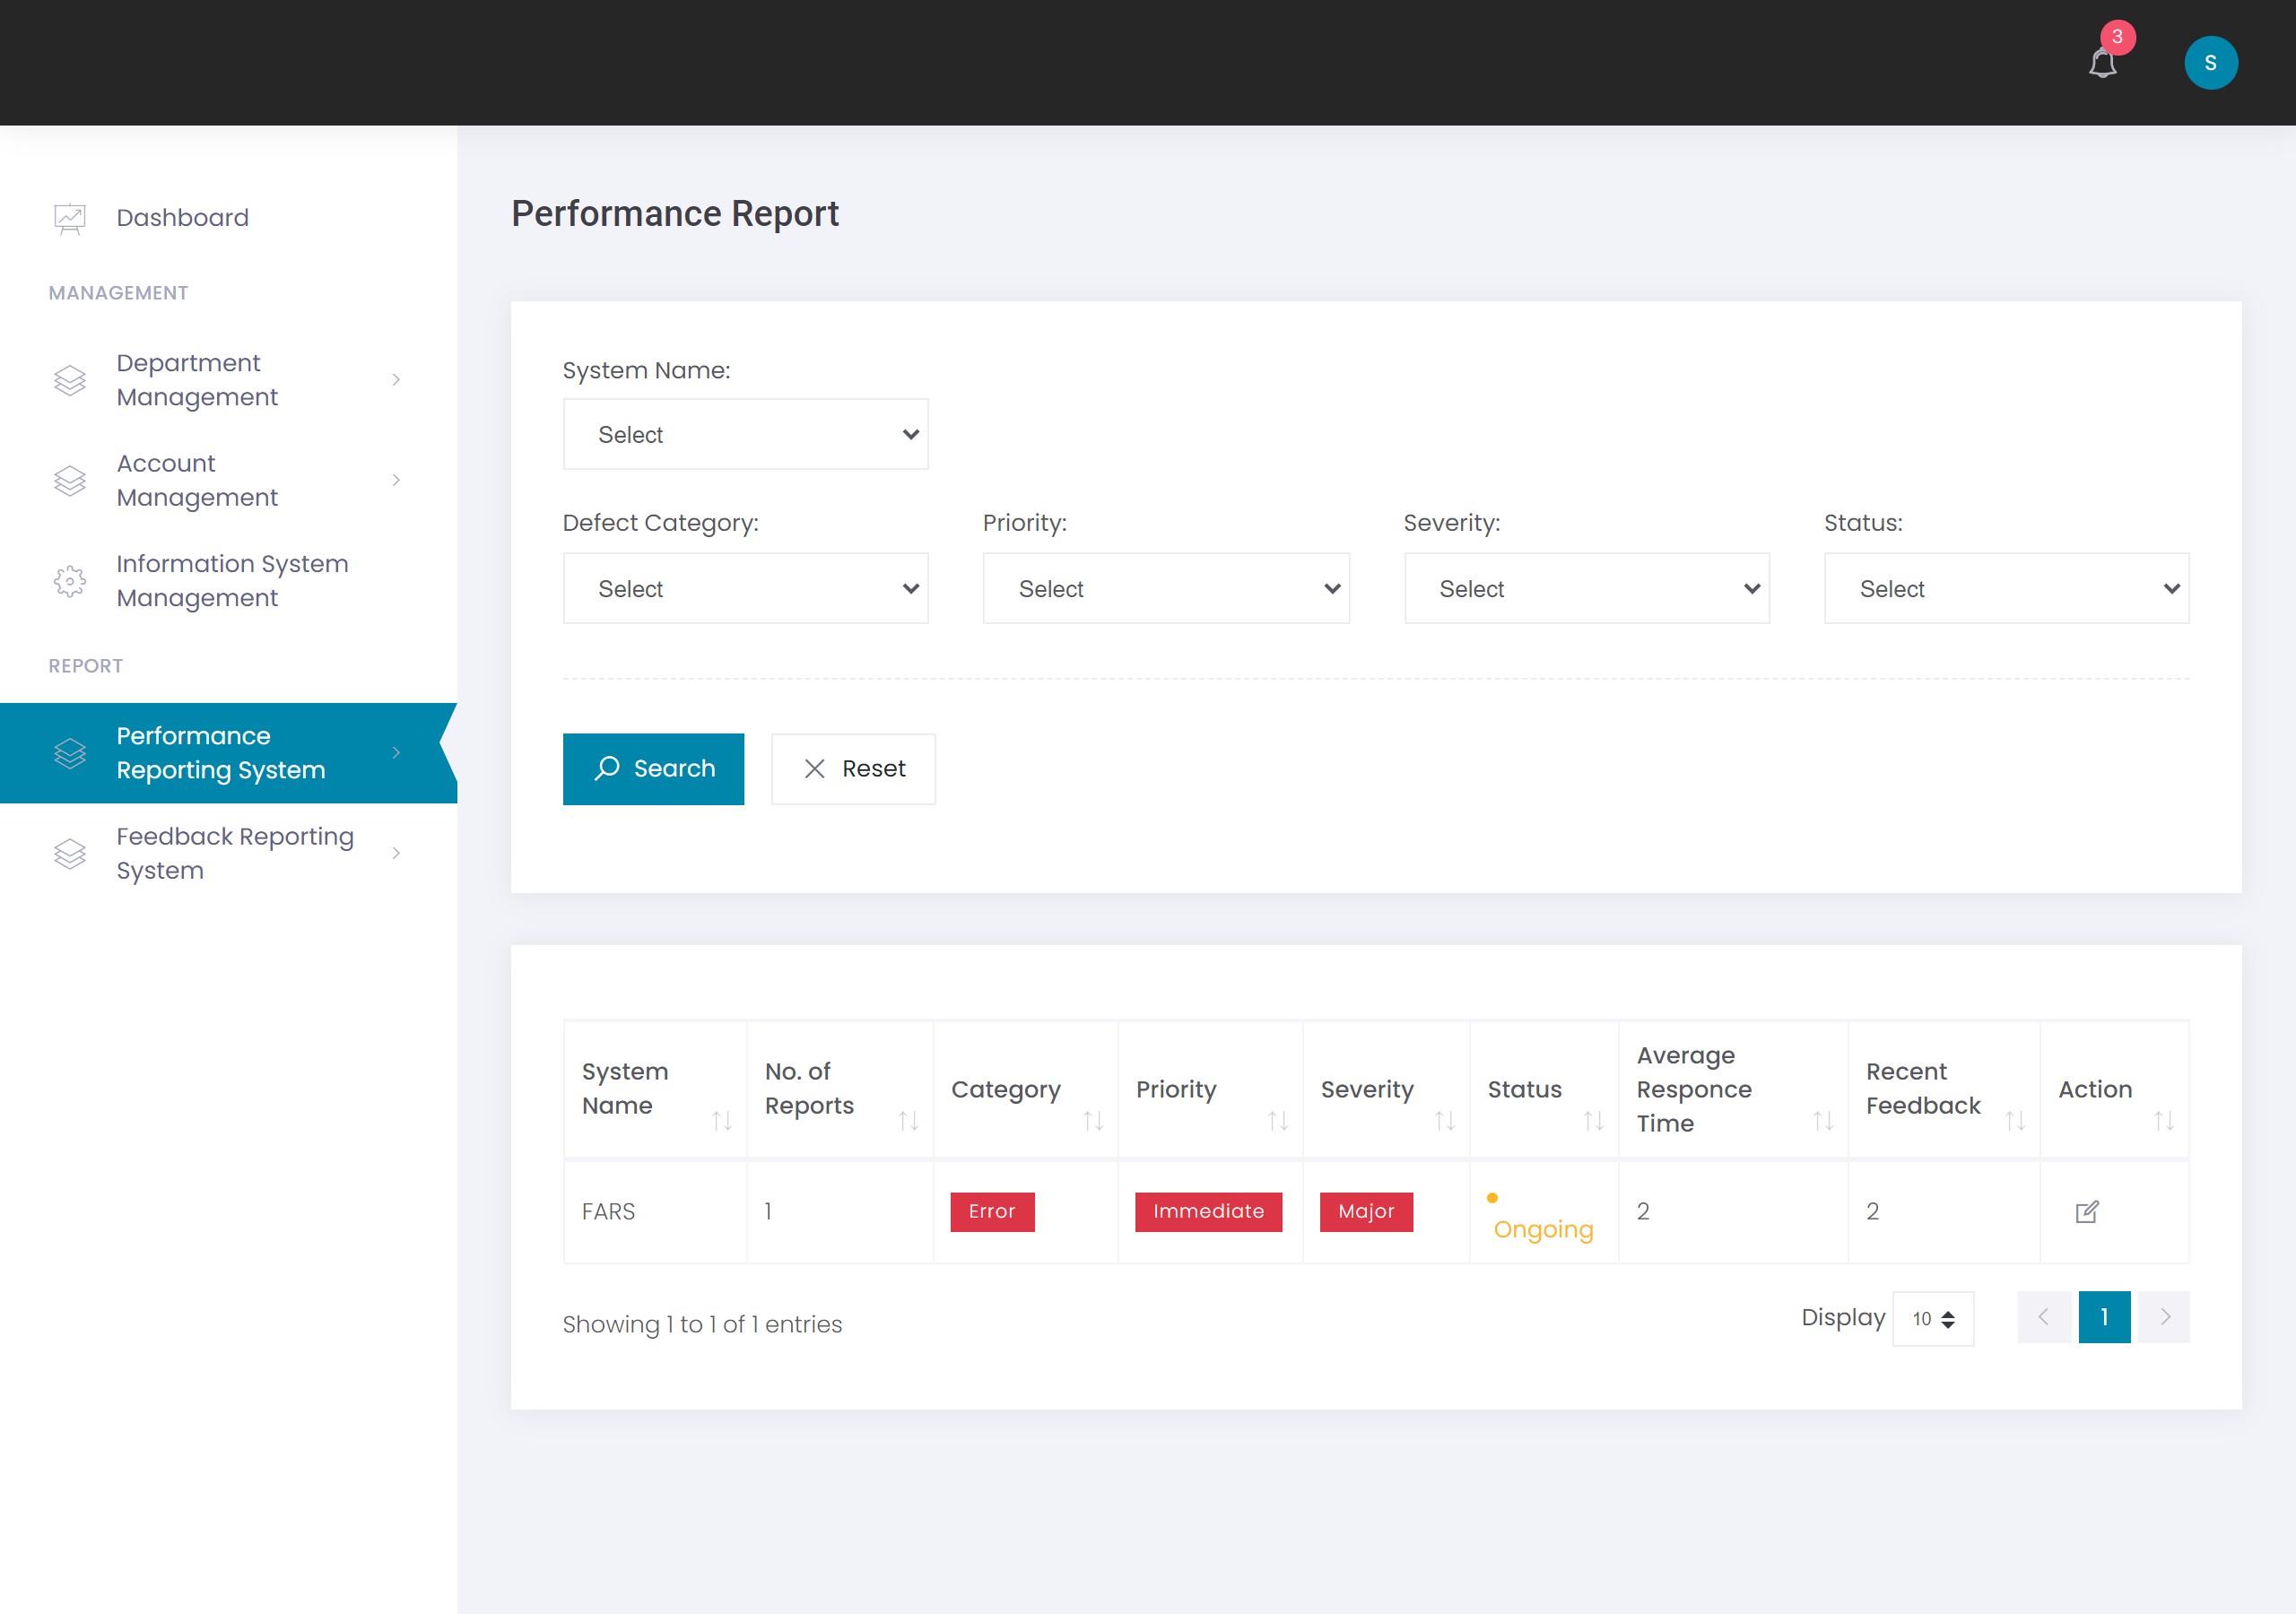 3
S
Dashboard
MANAGEMENT
Department
Management
Account
Management
Information System
Management
REPORT
Performance
Reporting System
Feedback Reporting
System
Performance Report
System Name:
Select
Defect Category:
Priority:
Severity:
Status:
Select
Select
Select
Select
Search
Reset
System
Name
No. of
Reports
Category
Priority
Severity
Status
Average
Responce
Time
Recent
Feedback
Action
FARS
1
Error
Immediate
Major
Ongoing
2
2
Showing 1 to 1 of 1 entries
Display
10
1